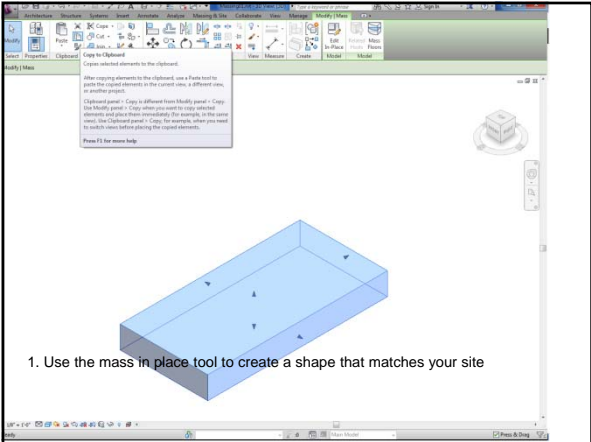 Architecture Structure Systems Insert Annotate Analyze Massing & Site Collaborate View Manage Modify | Mass
Modify Paste Cope Cut Join Edit In-Place Mass Floors
Select Properties Clipboard View Measure Create Model Model
Modify | Mass
Copy to Clipboard
Copies selected elements to the clipboard.
After copying elements to the clipboard, use a Paste tool to
paste the copied elements in the current view, a different view,
or another project.
Clipboard panel > Copy is different from Modify panel > Copy.
Use Modify panel > Copy when you want to copy selected
elements and place them immediately (for example, in the same
view). Use Clipboard panel > Copy, for example, when you need
to switch views before placing the copied elements.
Press F1 for more help
1. Use the mass in place tool to create a shape that matches your site
1/8" = 1'-0"
Ready Main Model Press & Drag